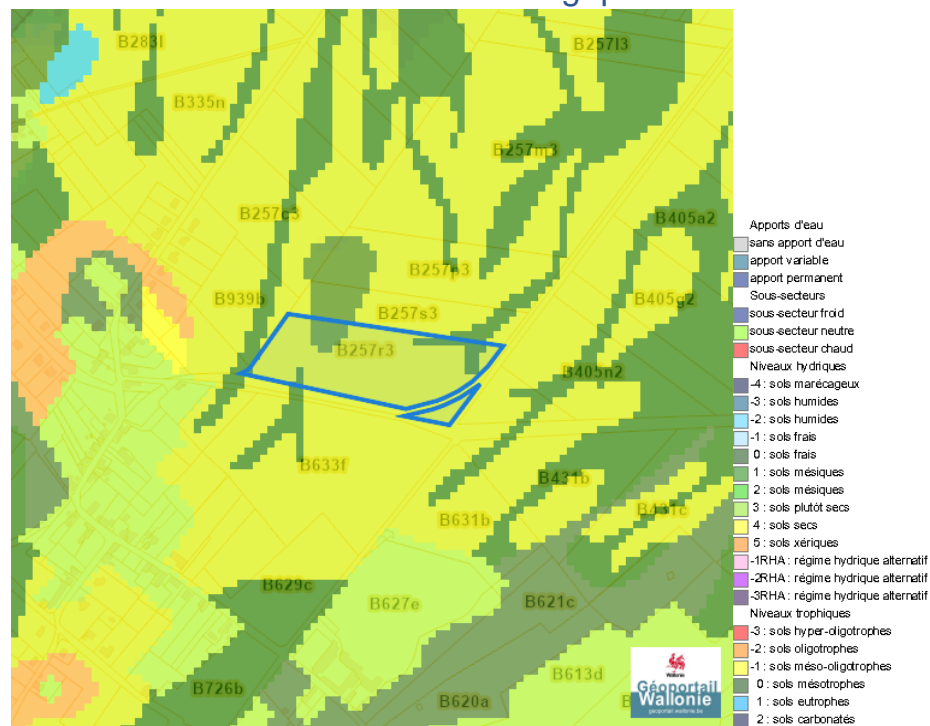 B283l
B257l3
B335n
B257m3
B257c3
B405a2
B257p3
B939b
B405g2
B257s3
B257r3
B405n2
B633f
B431b
B431c
B631b
B629c
B627e
B621c
B613d
B726b
B620a
Wallonie
Géoportail
Wallonie
geoportail.wallonie.be
Apports d'eau
sans apport d'eau
apport variable
apport permanent
Sous-secteurs
sous-secteur froid
sous-secteur neutre
sous-secteur chaud
Niveaux hydriques
-4 : sols marécageux
-3 : sols humides
-2 : sols humides
-1 : sols frais
0 : sols frais
1 : sols mésiques
2 : sols mésiques
3 : sols plutôt secs
4 : sols secs
5 : sols xériques
-1RHA : régime hydrique alternatif
-2RHA : régime hydrique alternatif
-3RHA : régime hydrique alternatif
Niveaux trophiques
-3 : sols hyper-oligotrophes
-2 : sols oligotrophes
-1 : sols méso-oligotrophes
0 : sols mésotrophes
1 : sols eutrophes
2 : sols carbonatés